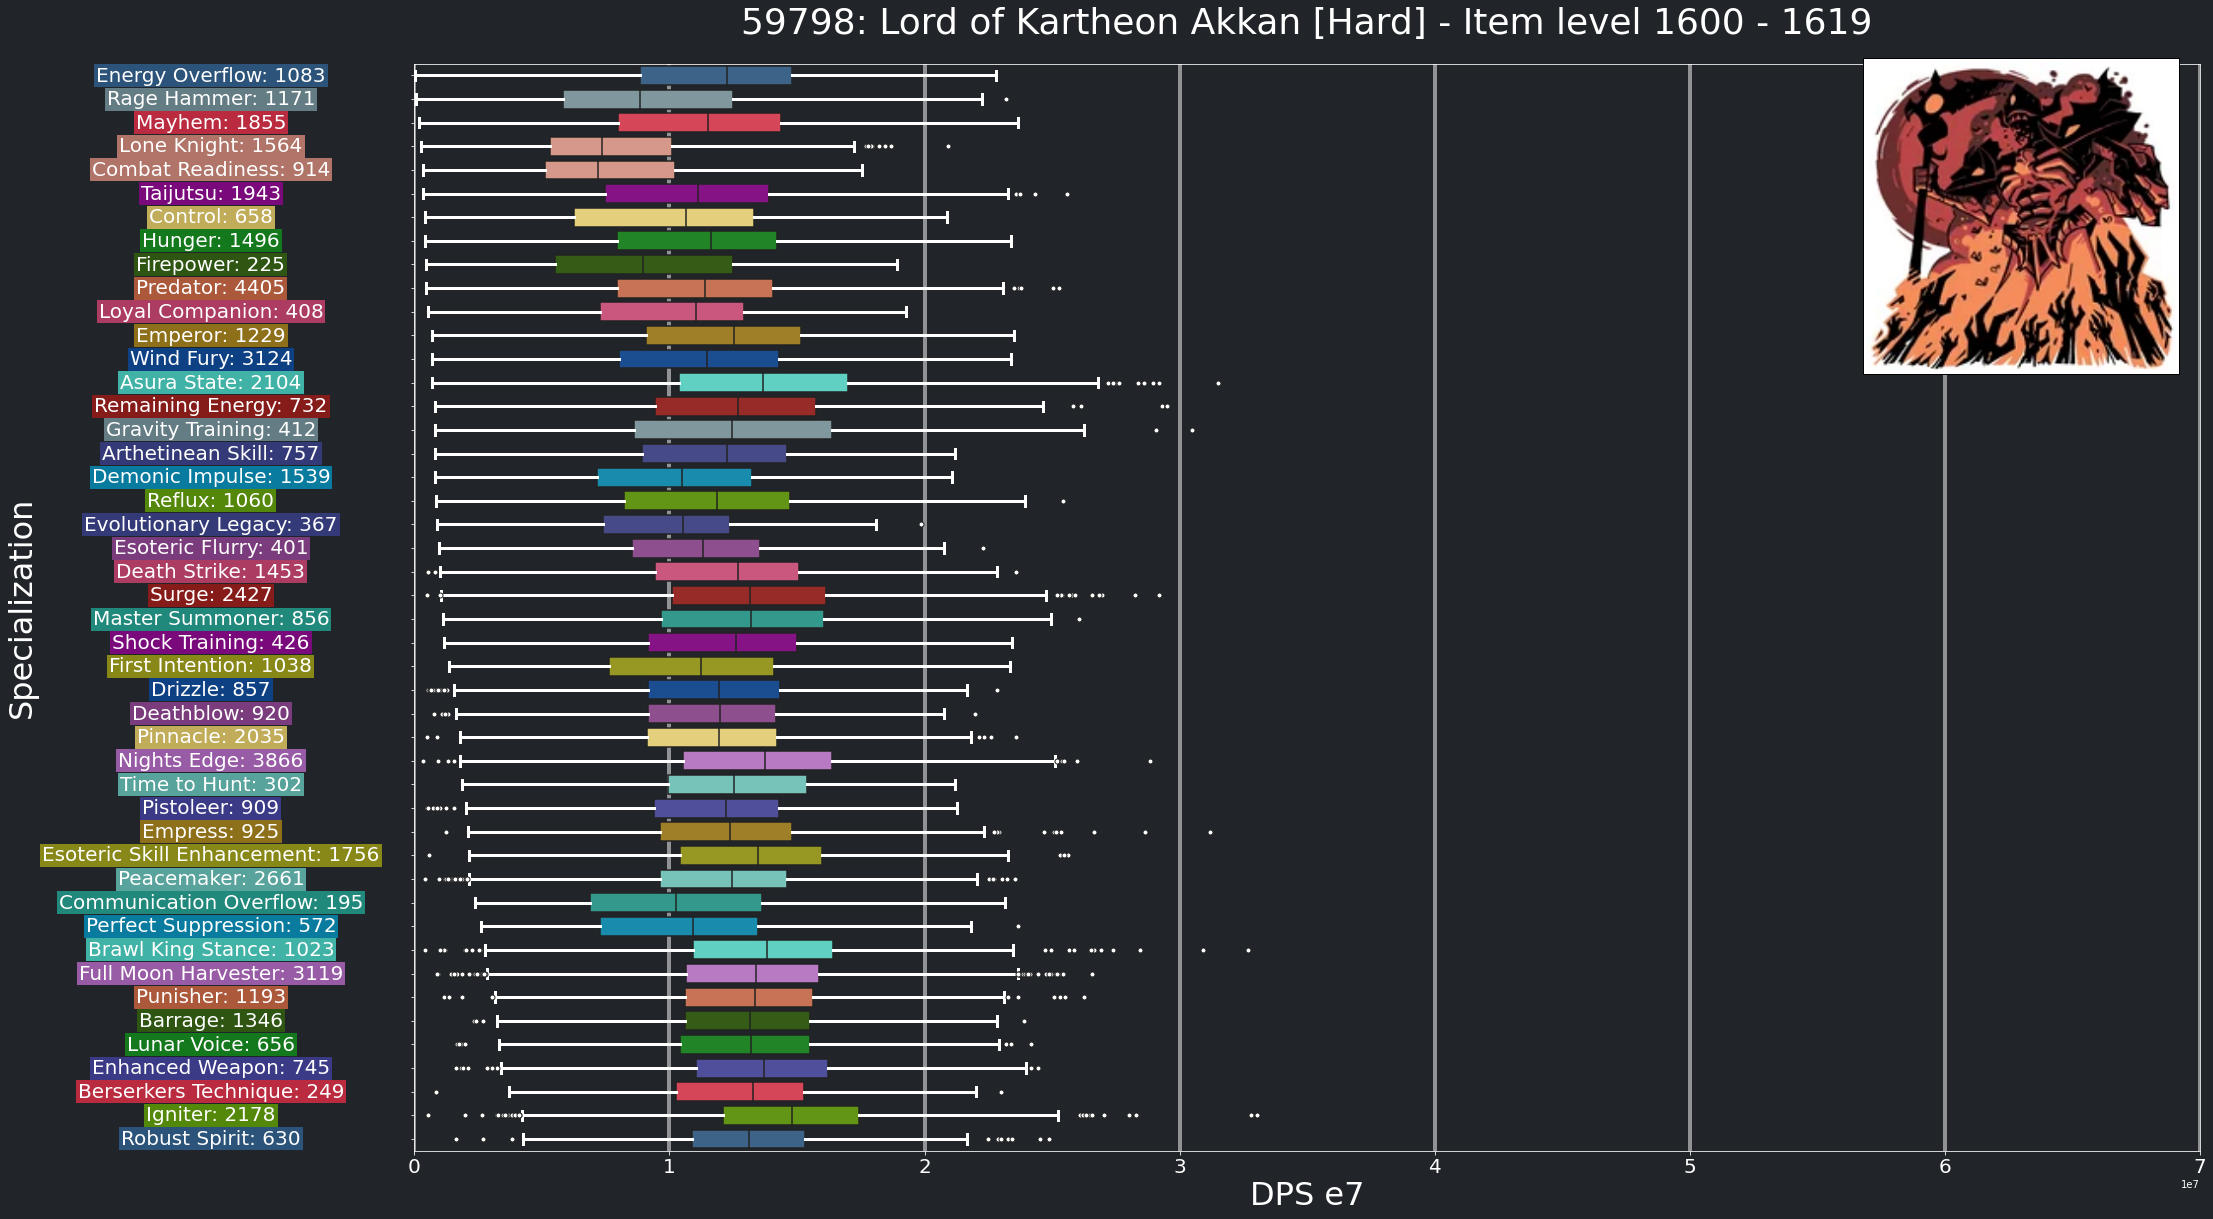 59798: Lord of Kartheon Akkan [Hard] - Item level 1600 - 1619
Energy Overflow: 1083
Rage Hammer: 1171
Mayhem: 1855
Lone Knight: 1564
Combat Readiness: 914
Taijutsu: 1943
Control: 658
Hunger: 1496
Firepower: 225
Predator: 4405
Loyal Companion: 408
Emperor: 1229
Wind Fury: 3124
Asura State: 2104
Remaining Energy: 732
Gravity Training: 412
Arthetinean Skill: 757
Demonic Impulse: 1539
Reflux: 1060
Evolutionary Legacy: 367
Esoteric Flurry: 401
Death Strike: 1453
Surge: 2427
Master Summoner: 856
Shock Training: 426
First Intention: 1038
Drizzle: 857
Deathblow: 920
Pinnacle: 2035
Nights Edge: 3866
Time to Hunt: 302
Pistoleer: 909
Empress: 925
Esoteric Skill Enhancement: 1756
Peacemaker: 2661
Communication Overflow: 195
Perfect Suppression: 572
Brawl King Stance: 1023
Full Moon Harvester: 3119
Punisher: 1193
Barrage: 1346
Lunar Voice: 656
Enhanced Weapon: 745
Berserkers Technique: 249
Igniter: 2178
Robust Spirit: 630
Specialization
0 1 2 3 4 5 6 7
1e7
DPS e7